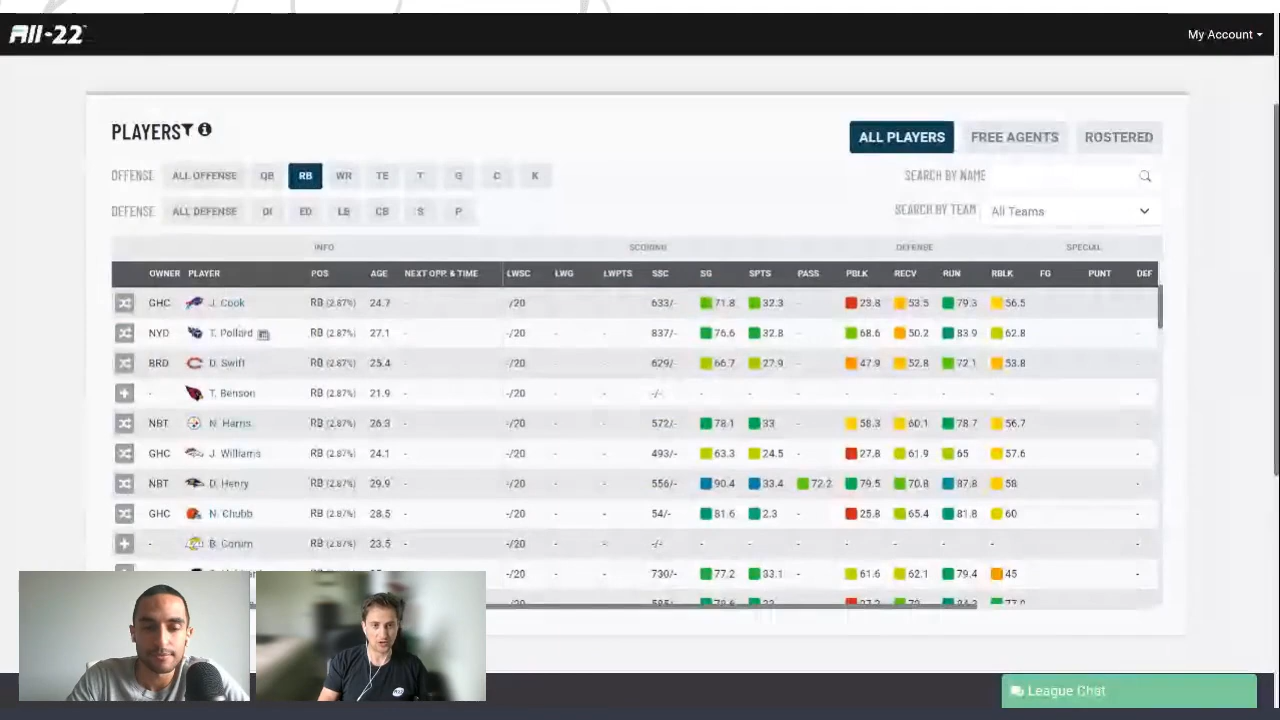 All-22
My Account
PLAYERS
ALL PLAYERS FREE AGENTS ROSTERED
OFFENSE ALL OFFENSE QB RB WR TE T G C K
SEARCH BY NAME
DEFENSE ALL DEFENSE DI ED LB CB S P
SEARCH BY TEAM All Teams
INFO SCORING DEFENSE SPECIAL
OWNER PLAYER POS AGE NEXT OPP. & TIME LWSC LWG LWPTS SSC SG SPTS PASS PBLK RECV RUN RBLK FG PUNT DEF
GHC J. Cook RB (2.87%) 24.7 - -/20 - - 633/- 71.8 32.3 - 23.8 53.5 79.3 56.5 -
NYD T. Pollard RB (2.87%) 27.1 - -/20 - - 837/- 76.6 32.8 - 68.6 50.2 83.9 62.8 -
BRD D. Swift RB (2.87%) 25.4 - -/20 - - 629/- 66.7 27.9 - 47.9 52.8 72.1 53.8 -
- T. Benson RB (2.87%) 21.9 - -/20 - - -/- - - - - - - - -
NBT N. Harris RB (2.87%) 26.3 - -/20 - - 572/- 78.1 33 - 58.3 60.1 78.7 56.7 -
GHC J. Williams RB (2.87%) 24.1 - -/20 - - 493/- 63.3 24.5 - 27.8 61.9 65 57.6 -
NBT D. Henry RB (2.87%) 29.9 - -/20 - - 556/- 90.4 33.4 72.2 79.5 70.8 87.8 58 -
GHC N. Chubb RB (2.87%) 28.5 - -/20 - - 54/- 81.6 2.3 - 25.8 65.4 81.8 60 -
- B. Corum RB (2.87%) 23.5 - -/20 - - -/- - - - - - - - -
-/20 - - 730/- 77.2 33.1 - 61.6 62.1 79.4 45 -
League Chat